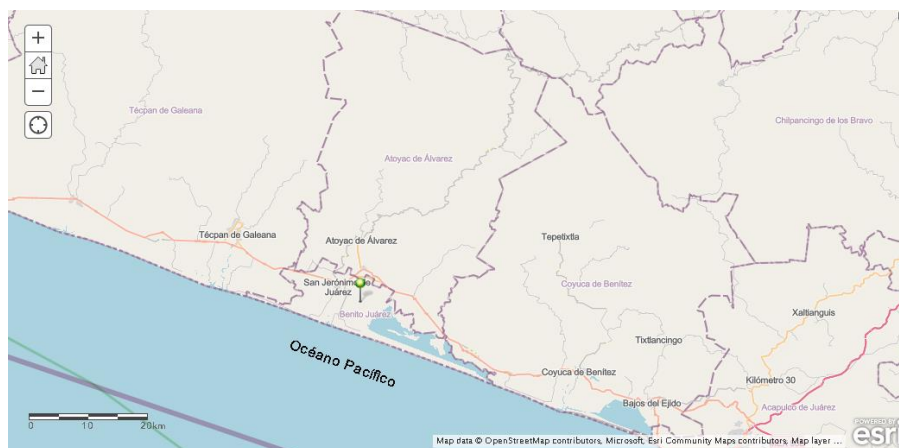 +
−
Técpan de Galeana
Chilpancingo de los Bravo
Atoyac de Álvarez
Técpan de Galeana
Atoyac de Álvarez
Tepetixtla
San Jerónimo de
Juárez
Coyuca de Benítez
Benito Juárez
Xaltianguis
Tixtlancingo
Océano Pacífico
Coyuca de Benítez
Kilómetro 30
Bajos del Ejido
Acapulco de Juárez
0 10 20km
POWERED BY
esri
Map data © OpenStreetMap contributors, Microsoft, Esri Community Maps contributors, Map layer ...